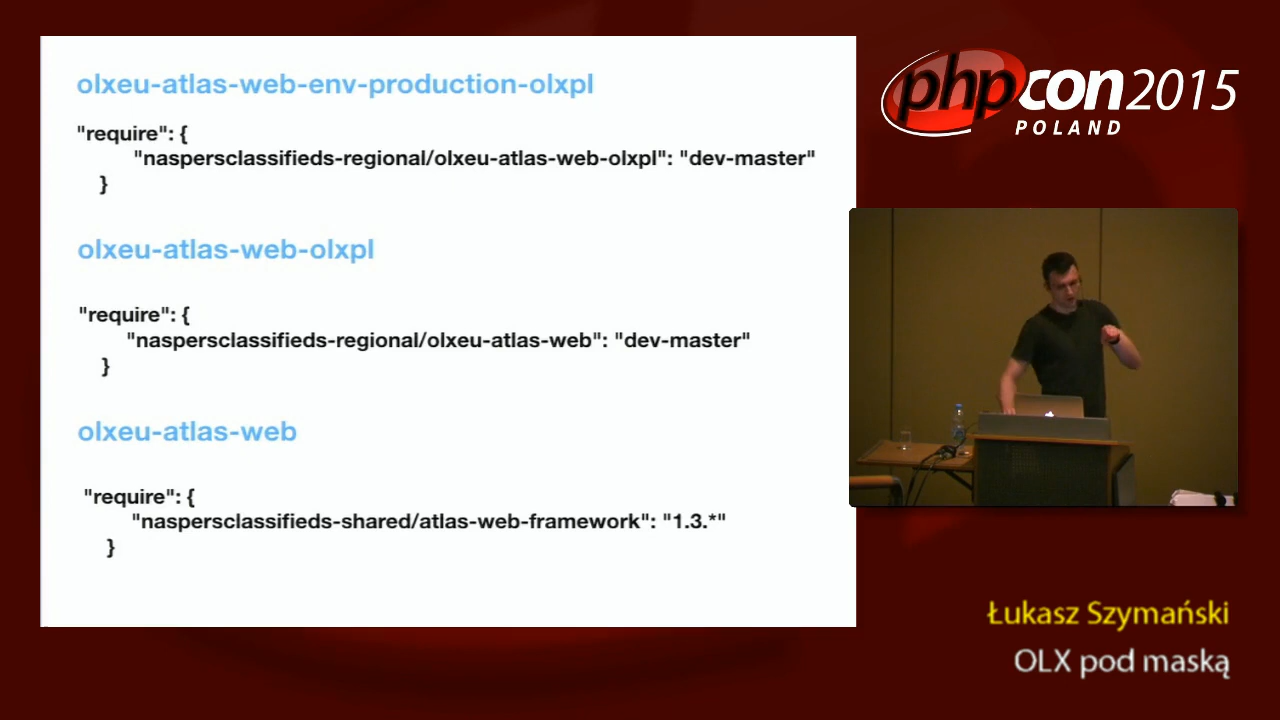 olxeu-atlas-web-env-production-olxpl
"require": {
"naspersclassifieds-regional/olxeu-atlas-web-olxpl": "dev-master"
}
olxeu-atlas-web-olxpl
"require": {
"naspersclassifieds-regional/olxeu-atlas-web": "dev-master"
}
olxeu-atlas-web
"require": {
"naspersclassifieds-shared/atlas-web-framework": "1.3.*"
}
phpcon 2015
POLAND
Łukasz Szymański
OLX pod maską